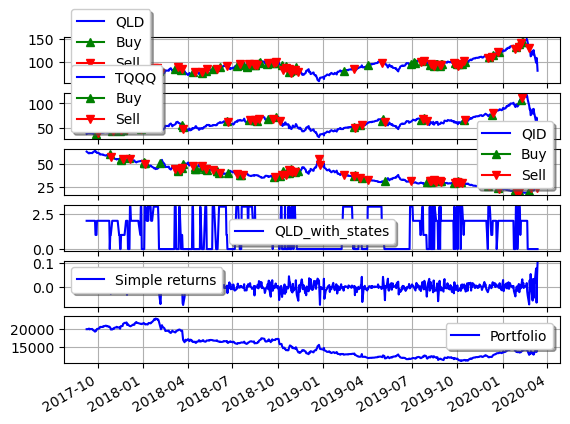 QLD
Buy
Sell
150
100
TQQQ
Buy
Sell
100
50
QID
Buy
Sell
50
25
QLD_with_states
2.5
0.0
Simple returns
0.1
0.0
Portfolio
20000
15000
2017-10
2018-01
2018-04
2018-07
2018-10
2019-01
2019-04
2019-07
2019-10
2020-01
2020-04